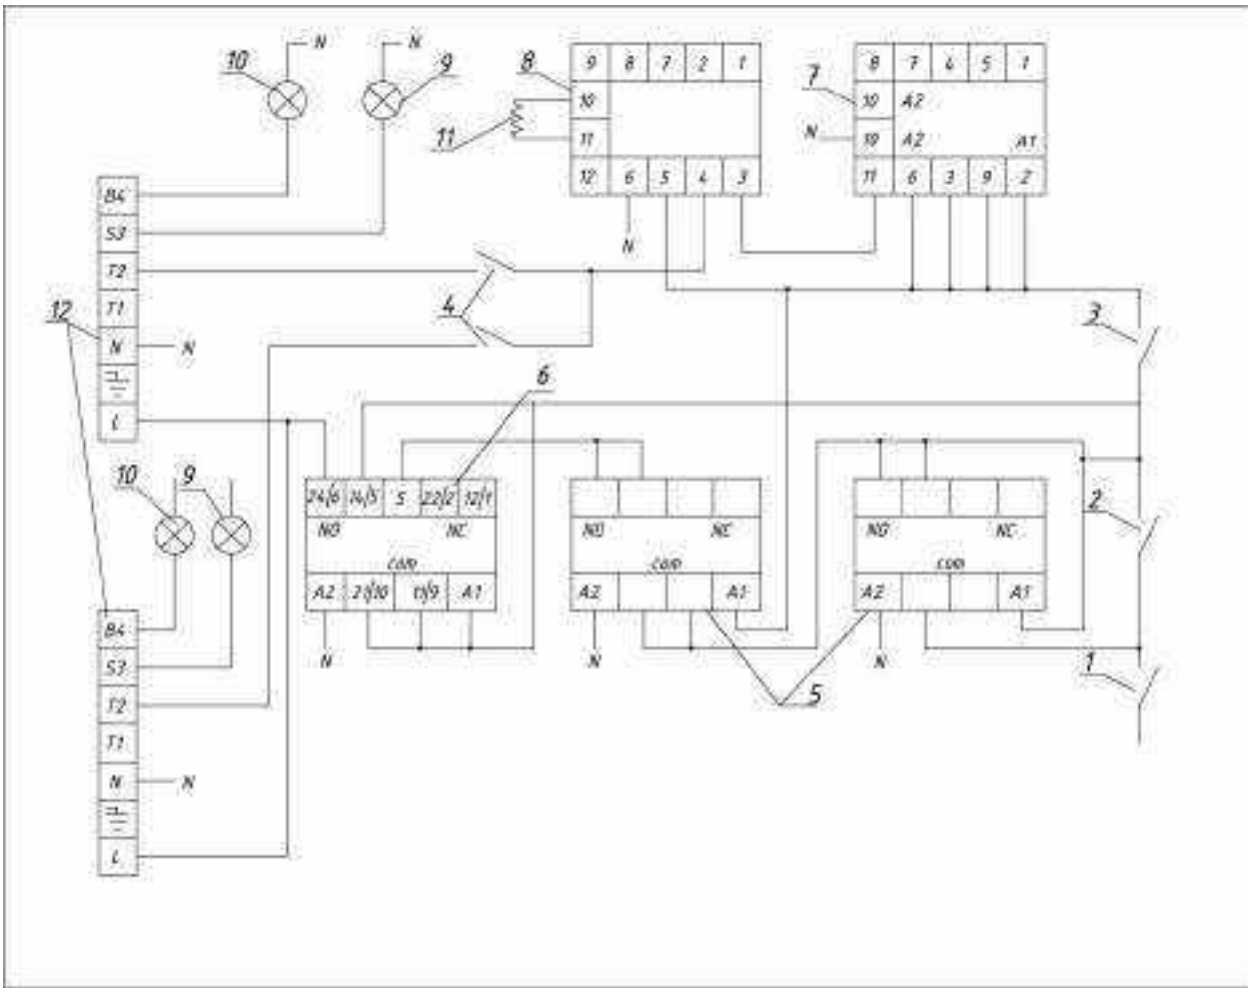 N N
10 9 8 9 8 7 2 1 7 8 7 4 5 1
10 10 A2
11 11 N 10 A2 A1
12 6 5 4 3 11 6 3 9 2
B4
S3
N
T2
12 T1 4 3
N N
6
L
10 9 24/6 14/5 S 22/2 12/1 2
NO NC NO NC NO NC
com com com
A2 21/10 11/9 A1 A2 A1 A2 A1
B4
N N N 1
S3
T2 5
T1
N N
L